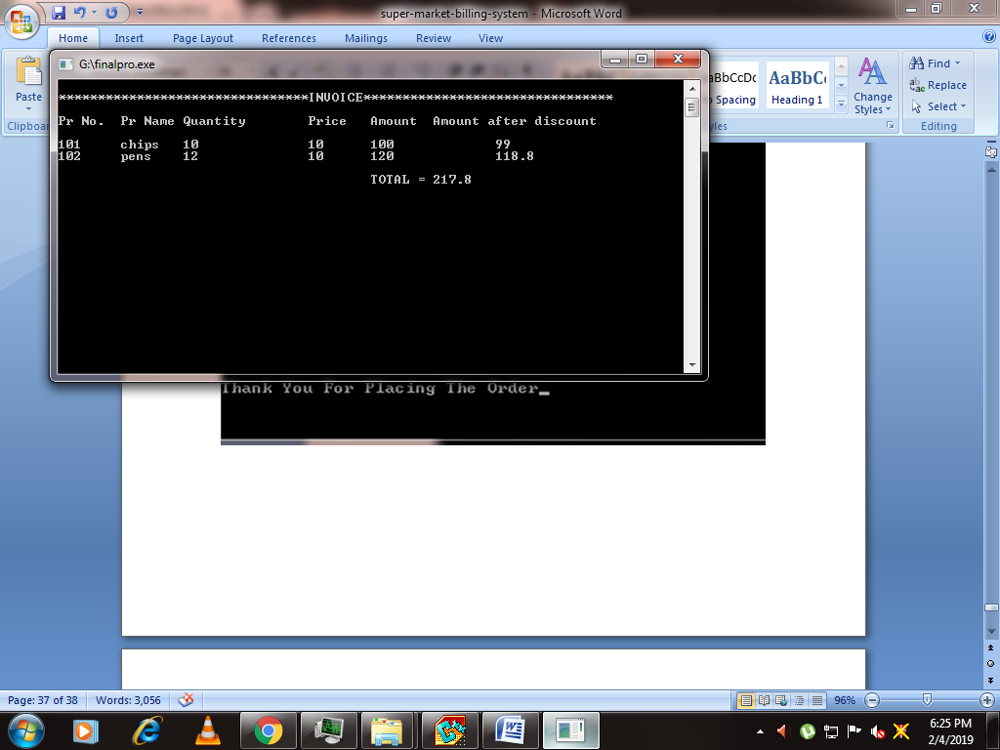 super-market-billing-system - Microsoft Word
Home Insert Page Layout References Mailings Review View
G:\finalpro.exe
Paste
Clipboar
*********************************INVOICE*********************************
Pr No. Pr Name Quantity Price Amount Amount after discount
101 chips 10 10 100 99
102 pens 12 10 120 118.8
TOTAL = 217.8
AaBbC
Spacing
Heading 1
Change
Styles
Find
Replace
Select
Editing
Thank You For Placing The Order_
Page: 37 of 38 Words: 3,056 96%
6:25 PM
2/4/2019